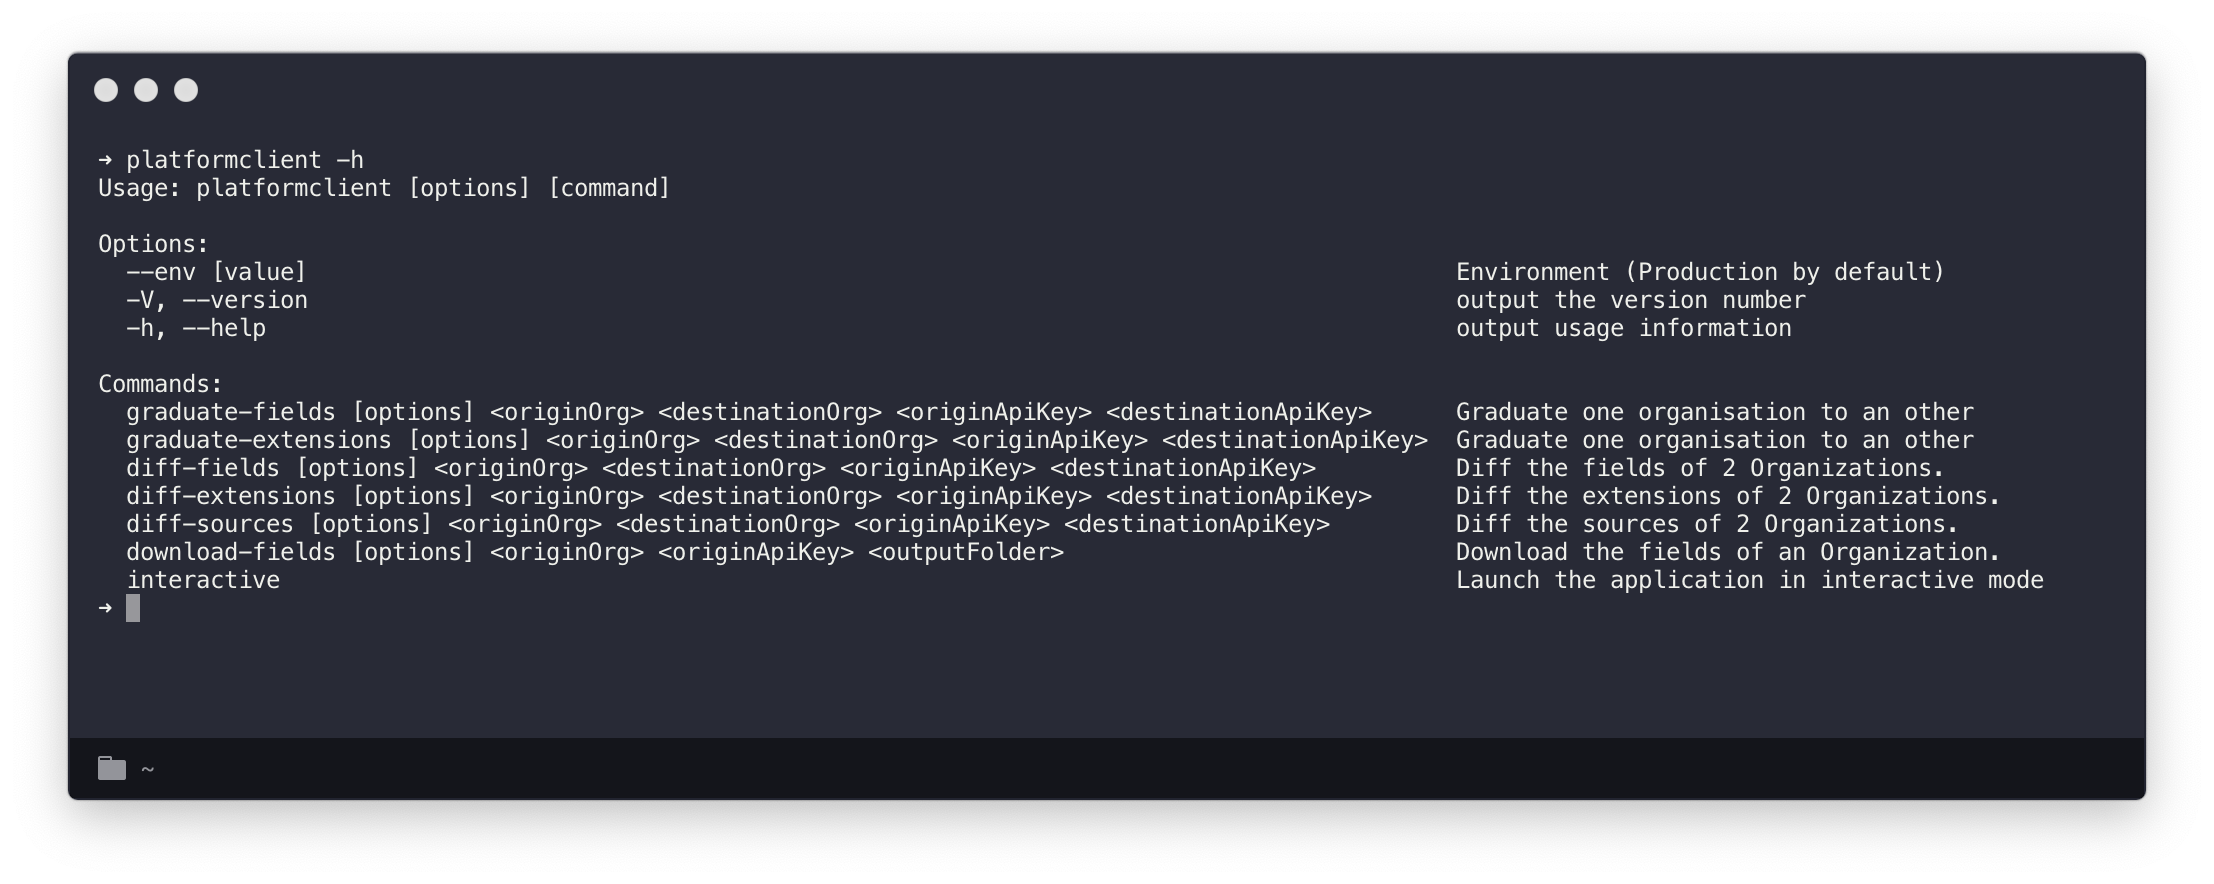 ➜ platformclient -h
Usage: platformclient [options] [command]

Options:
  --env [value]                                                                                  Environment (Production by default)
  -V, --version                                                                                  output the version number
  -h, --help                                                                                     output usage information

Commands:
  graduate-fields [options] <originOrg> <destinationOrg> <originApiKey> <destinationApiKey>      Graduate one organisation to an other
  graduate-extensions [options] <originOrg> <destinationOrg> <originApiKey> <destinationApiKey>  Graduate one organisation to an other
  diff-fields [options] <originOrg> <destinationOrg> <originApiKey> <destinationApiKey>          Diff the fields of 2 Organizations.
  diff-extensions [options] <originOrg> <destinationOrg> <originApiKey> <destinationApiKey>      Diff the extensions of 2 Organizations.
  diff-sources [options] <originOrg> <destinationOrg> <originApiKey> <destinationApiKey>         Diff the sources of 2 Organizations.
  download-fields [options] <originOrg> <originApiKey> <outputFolder>                            Download the fields of an Organization.
  interactive                                                                                    Launch the application in interactive mode
➜
~